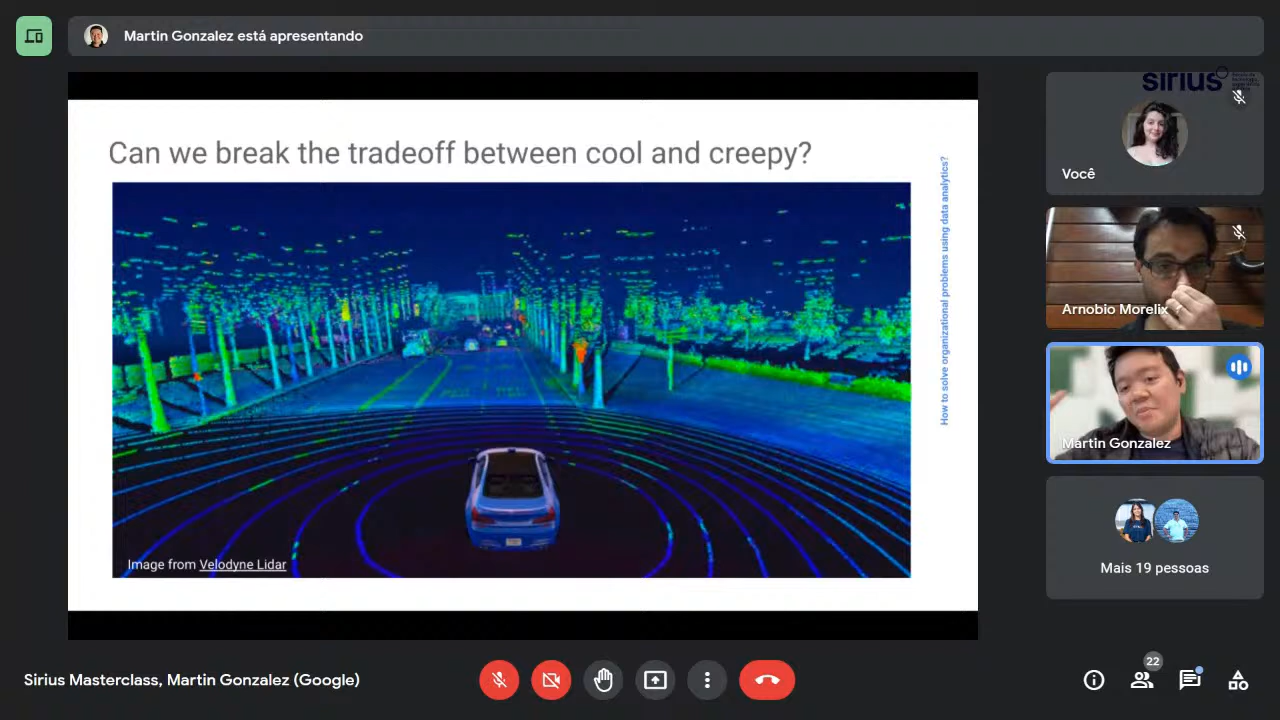 Martin Gonzalez está apresentando
Can we break the tradeoff between cool and creepy?
How to solve organizational problems using data analytics?
Image from Velodyne Lidar
sirius
Você
Arnobio Morelix
Martin Gonzalez
Mais 19 pessoas
Sirius Masterclass, Martin Gonzalez (Google)
22